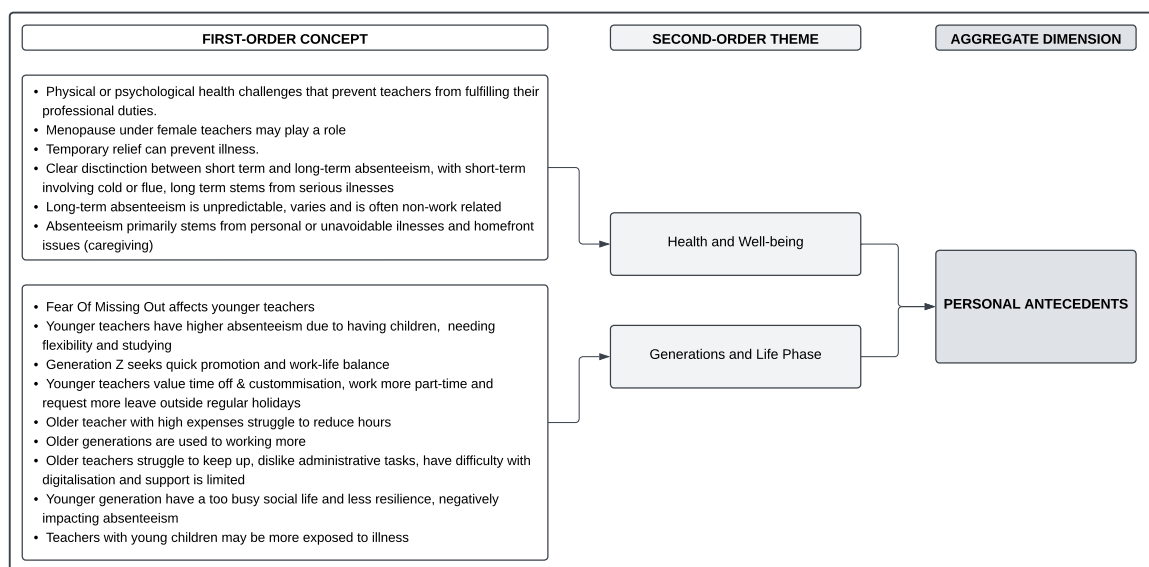 FIRST-ORDER CONCEPT
SECOND-ORDER THEME
AGGREGATE DIMENSION
• Physical or psychological health challenges that prevent teachers from fulfilling their
professional duties.
• Menopause under female teachers may play a role
• Temporary relief can prevent illness.
• Clear disctinction between short term and long-term absenteeism, with short-term
involving cold or flue, long term stems from serious ilnesses
• Long-term absenteeism is unpredictable, varies and is often non-work related
• Absenteeism primarily stems from personal or unavoidable ilnesses and homefront
issues (caregiving)
Health and Well-being
• Fear Of Missing Out affects younger teachers
• Younger teachers have higher absenteeism due to having children,  needing
flexibility and studying
• Generation Z seeks quick promotion and work-life balance
• Younger teachers value time off & custommisation, work more part-time and
request more leave outside regular holidays
• Older teacher with high expenses struggle to reduce hours
• Older generations are used to working more
• Older teachers struggle to keep up, dislike administrative tasks, have difficulty with
digitalisation and support is limited
• Younger generation have a too busy social life and less resilience, negatively
impacting absenteeism
• Teachers with young children may be more exposed to illness
Generations and Life Phase
PERSONAL ANTECEDENTS